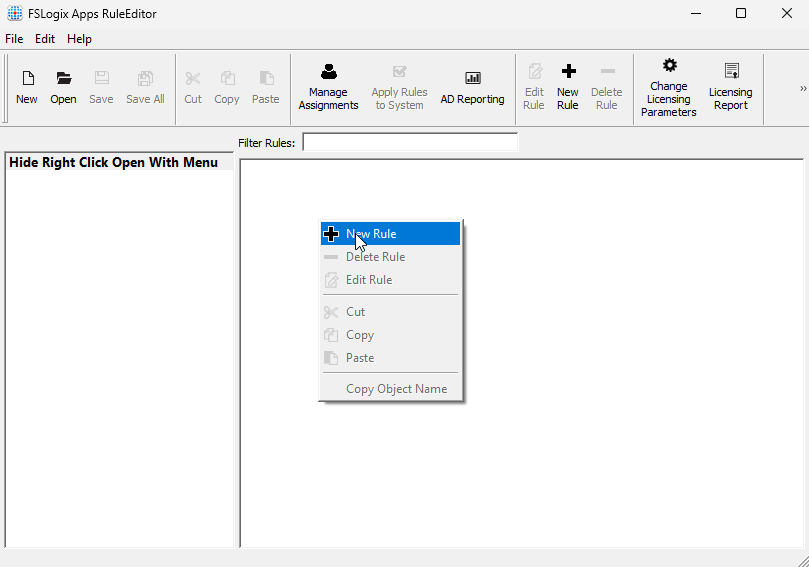 FSLogix Apps RuleEditor
File Edit Help
New Open Save Save All Cut Copy Paste Manage Assignments Apply Rules to System AD Reporting Edit Rule New Rule Delete Rule Change Licensing Parameters Licensing Report »
Filter Rules:
Hide Right Click Open With Menu
New Rule
Delete Rule
Edit Rule
Cut
Copy
Paste
Copy Object Name